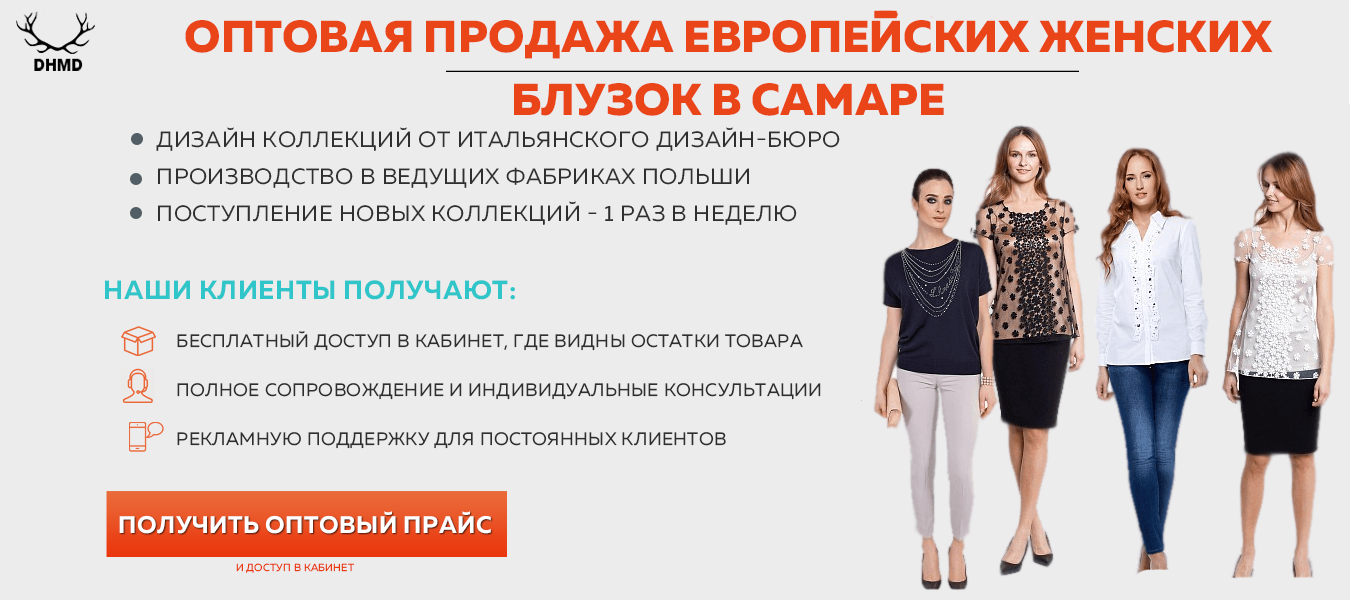 DHMD
ОПТОВАЯ ПРОДАЖА ЕВРОПЕЙСКИХ ЖЕНСКИХ
БЛУЗОК В САМАРЕ
ДИЗАЙН КОЛЛЕКЦИЙ ОТ ИТАЛЬЯНСКОГО ДИЗАЙН-БЮРО
ПРОИЗВОДСТВО В ВЕДУЩИХ ФАБРИКАХ ПОЛЬШИ
ПОСТУПЛЕНИЕ НОВЫХ КОЛЛЕКЦИЙ - 1 РАЗ В НЕДЕЛЮ
НАШИ КЛИЕНТЫ ПОЛУЧАЮТ:
БЕСПЛАТНЫЙ ДОСТУП В КАБИНЕТ, ГДЕ ВИДНЫ ОСТАТКИ ТОВАРА
ПОЛНОЕ СОПРОВОЖДЕНИЕ И ИНДИВИДУАЛЬНЫЕ КОНСУЛЬТАЦИИ
РЕКЛАМНУЮ ПОДДЕРЖКУ ДЛЯ ПОСТОЯННЫХ КЛИЕНТОВ
ПОЛУЧИТЬ ОПТОВЫЙ ПРАЙС
И ДОСТУП В КАБИНЕТ